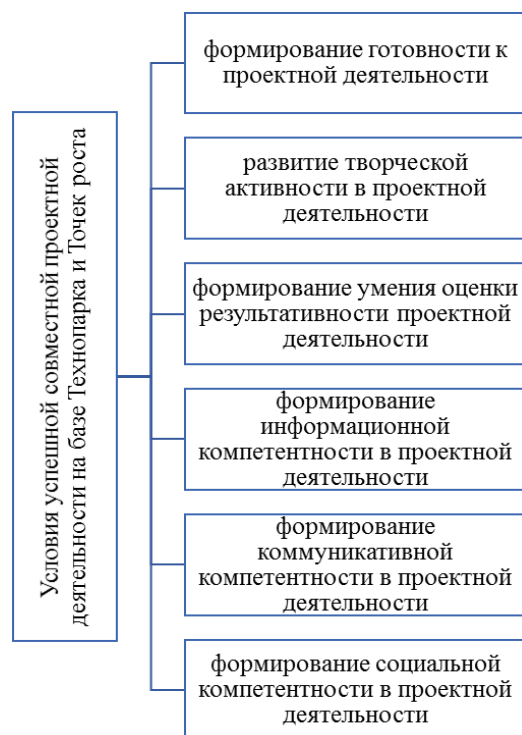 Условия успешной совместной проектной
деятельности на базе Технопарка и Точек роста
формирование готовности к
проектной деятельности
развитие творческой
активности в проектной
деятельности
формирование умения оценки
результативности проектной
деятельности
формирование
информационной
компетентности в проектной
деятельности
формирование
коммуникативной
компетентности в проектной
деятельности
формирование социальной
компетентности в проектной
деятельности